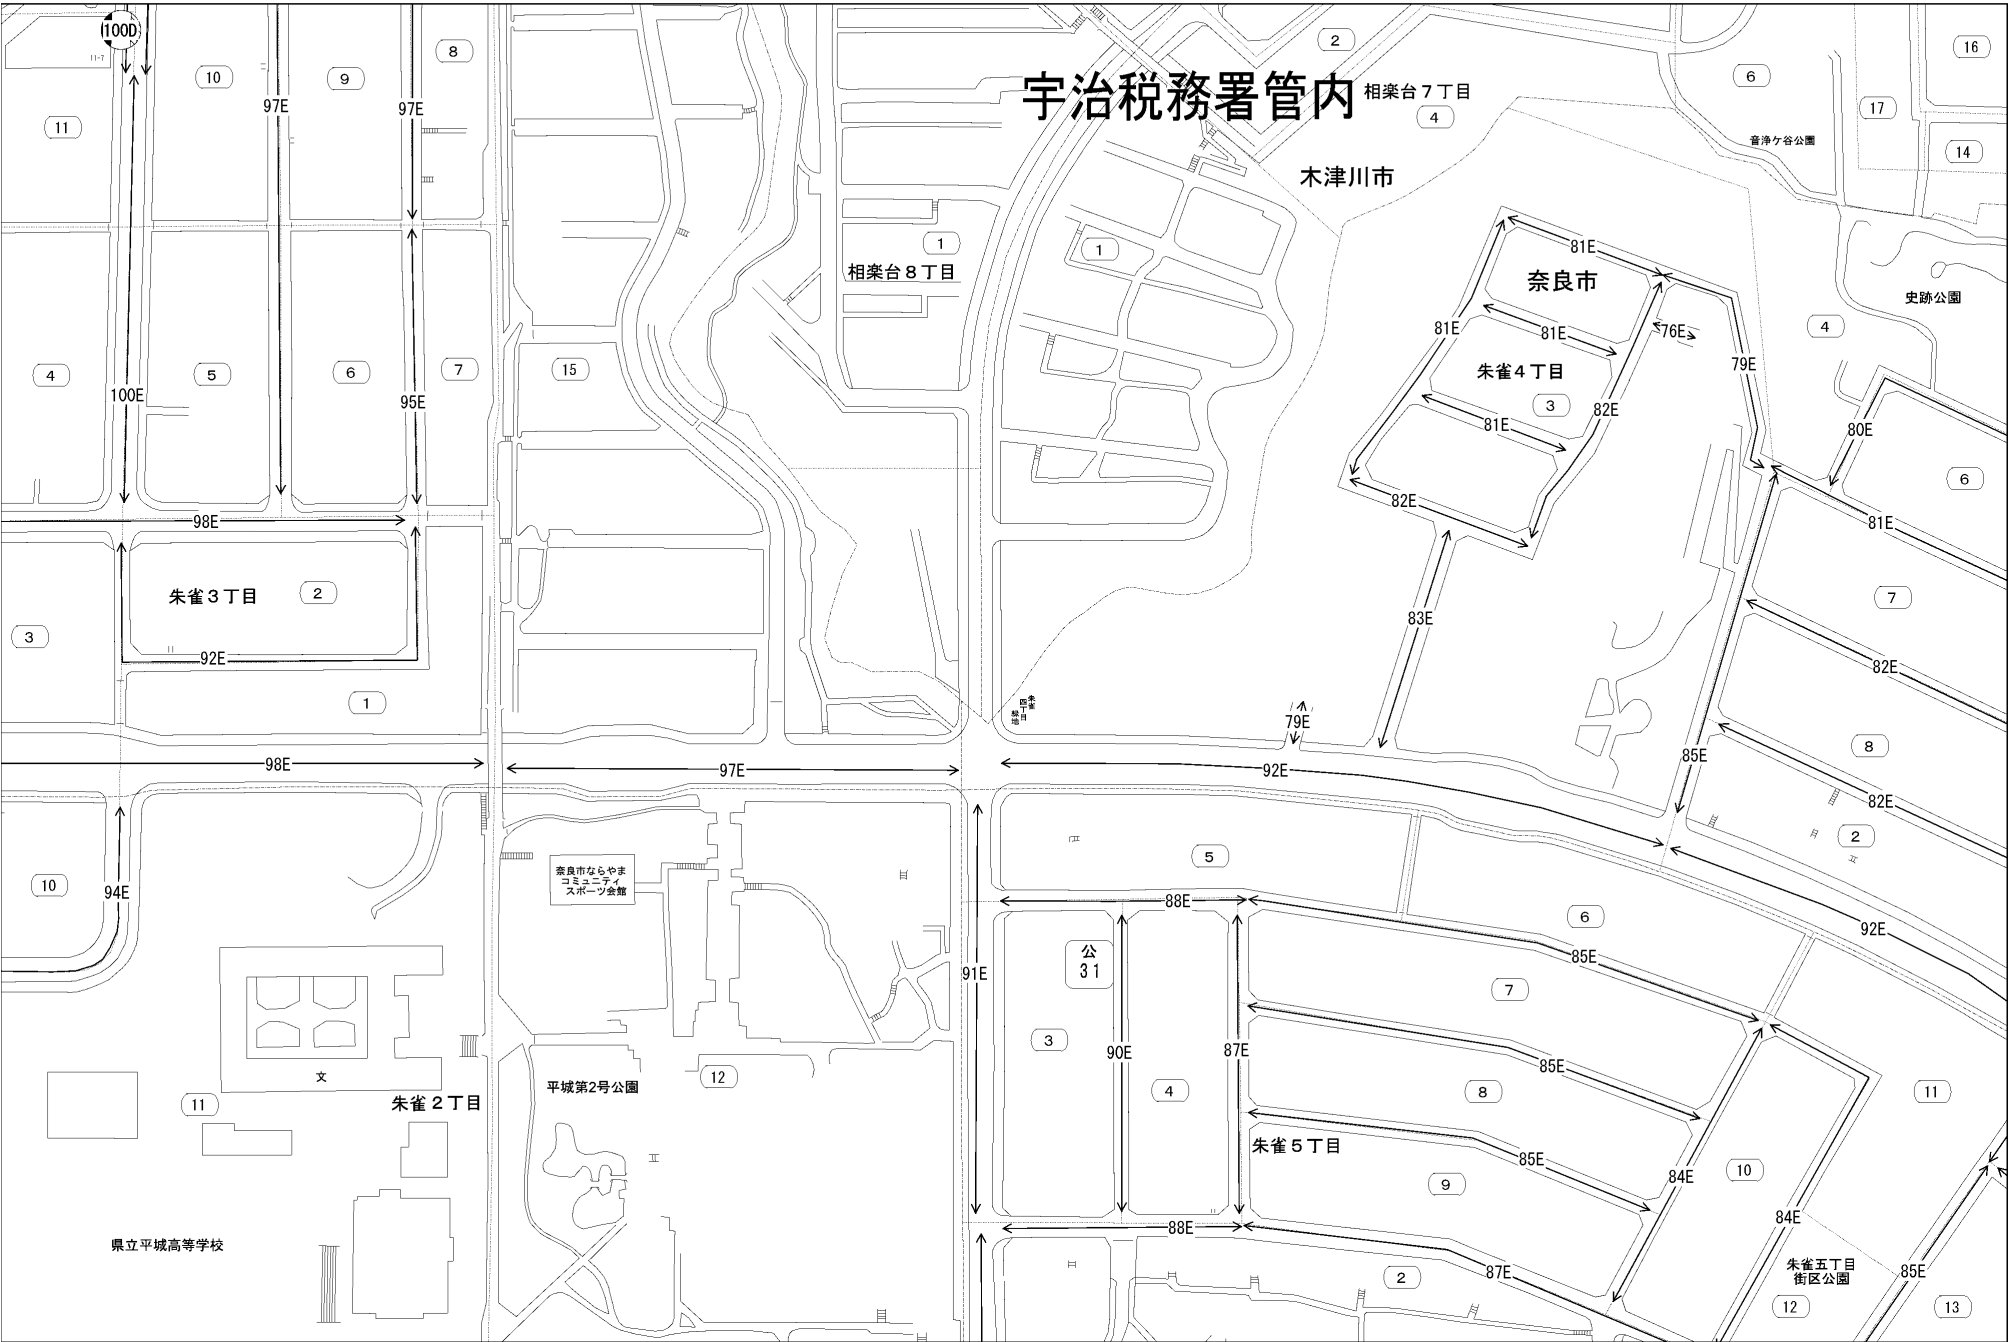 100D
11-7
10
9
8
2
16
11
97E
97E
宇治税務署管内
相楽台7丁目
4
6
17
音浄ケ谷公園
14
木津川市
1
相楽台8丁目
1
81E
奈良市
史跡公園
4
81E
81E
76E
79E
4
5
6
7
15
朱雀4丁目
3
82E
100E
95E
81E
80E
6
98E
82E
81E
朱雀3丁目
2
3
83E
7
92E
82E
1
朱雀
四丁目
緑地
79E
85E
8
98E
97E
92E
82E
2
5
奈良市ならやま
コミュニティ
スポーツ会館
10
94E
88E
6
92E
公
31
91E
85E
7
3
90E
87E
85E
文
平城第2号公園
12
4
8
11
11
朱雀2丁目
朱雀5丁目
85E
84E
10
9
84E
県立平城高等学校
88E
87E
2
朱雀五丁目
街区公園
85E
12
13